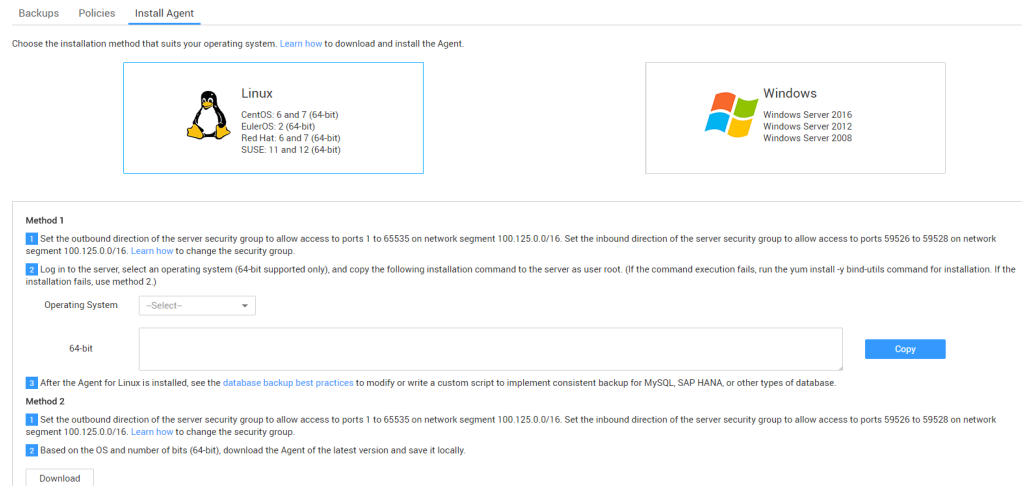 Backups Policies Install Agent
Choose the installation method that suits your operating system. Learn how to download and install the Agent.
Linux
CentOS: 6 and 7 (64-bit)
EulerOS: 2 (64-bit)
Red Hat: 6 and 7 (64-bit)
SUSE: 11 and 12 (64-bit)
Windows
Windows Server 2016
Windows Server 2012
Windows Server 2008
Method 1
1 Set the outbound direction of the server security group to allow access to ports 1 to 65535 on network segment 100.125.0.0/16. Set the inbound direction of the server security group to allow access to ports 59526 to 59528 on network
segment 100.125.0.0/16. Learn how to change the security group.
2 Log in to the server, select an operating system (64-bit supported only), and copy the following installation command to the server as user root. (If the command execution fails, run the yum install -y bind-utils command for installation. If the
installation fails, use method 2.)
Operating System --Select--
64-bit
Copy
3 After the Agent for Linux is installed, see the database backup best practices to modify or write a custom script to implement consistent backup for MySQL, SAP HANA, or other types of database.
Method 2
1 Set the outbound direction of the server security group to allow access to ports 1 to 65535 on network segment 100.125.0.0/16. Set the inbound direction of the server security group to allow access to ports 59526 to 59528 on network
segment 100.125.0.0/16. Learn how to change the security group.
2 Based on the OS and number of bits (64-bit), download the Agent of the latest version and save it locally.
Download